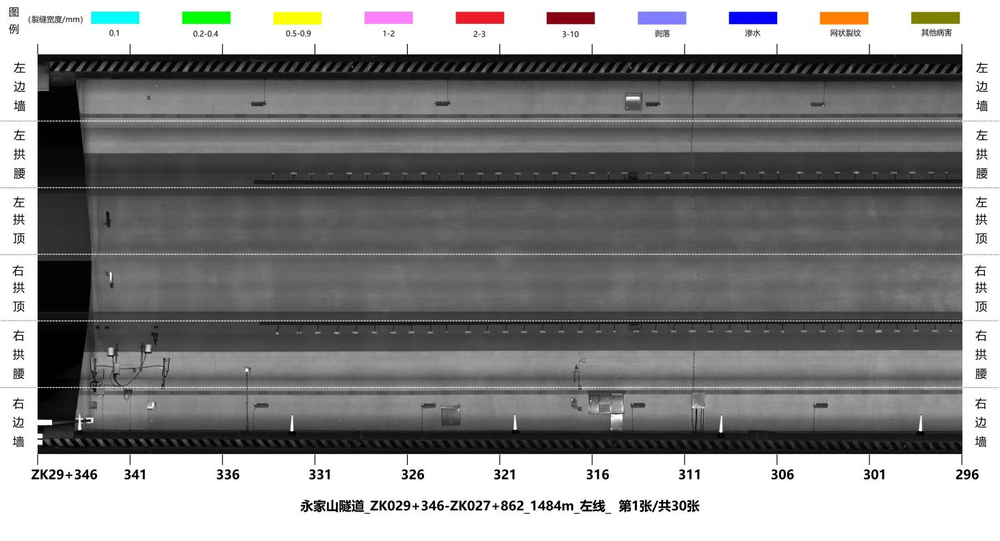 图例
(裂缝宽度/mm)
0.1
0.2-0.4
0.5-0.9
1-2
2-3
3-10
剥落
渗水
网状裂纹
其他病害
左边墙
左边墙
左拱腰
左拱腰
左拱顶
左拱顶
右拱顶
右拱顶
右拱腰
右拱腰
右边墙
右边墙
ZK29+346 341 336 331 326 321 316 311 306 301 296
永家山隧道_ZK029+346-ZK027+862_1484m_左线_ 第1张/共30张